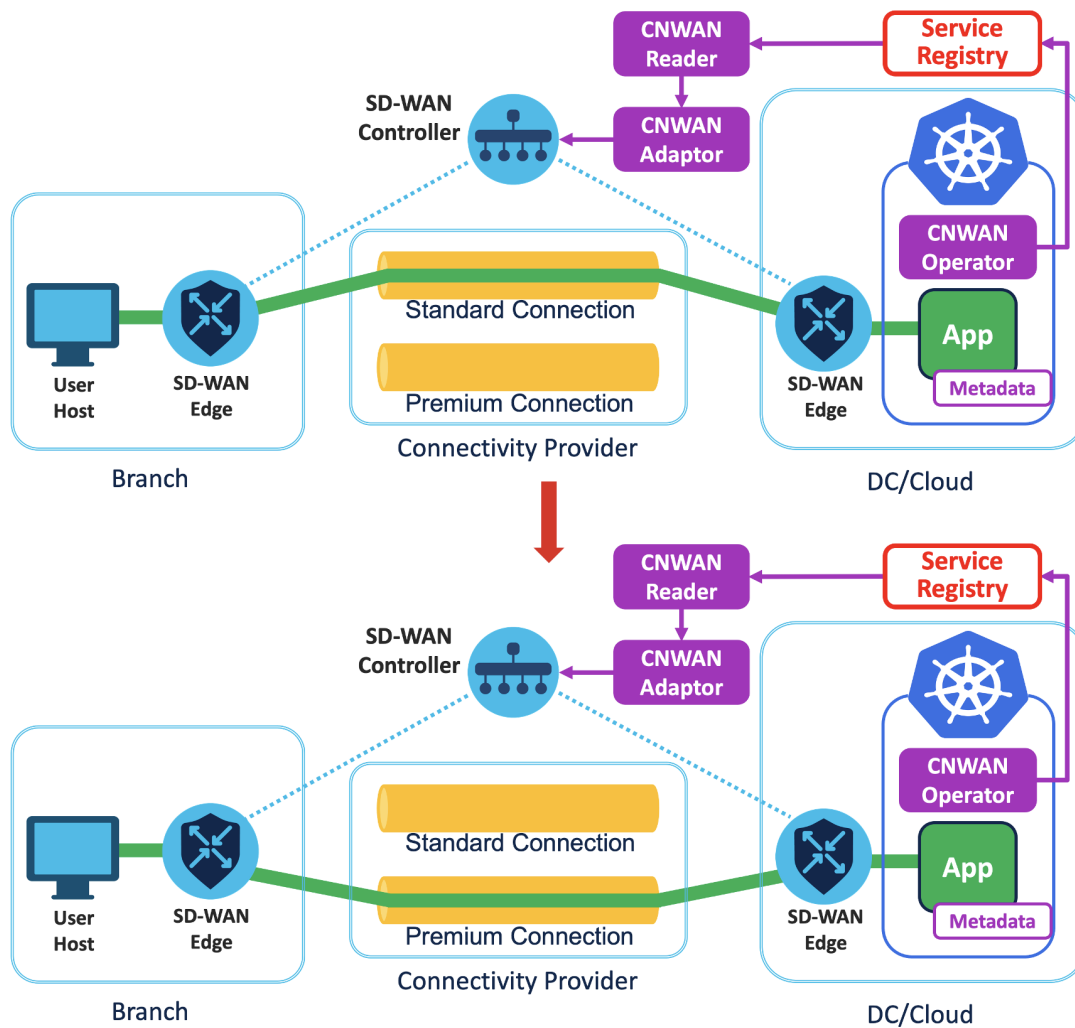 CNWAN
Reader
Service
Registry
SD-WAN
Controller
CNWAN
Adaptor
CNWAN
Operator
Standard Connection
App
Metadata
User
Host
SD-WAN
Edge
Premium Connection
SD-WAN
Edge
Connectivity Provider
Branch
DC/Cloud
CNWAN
Reader
Service
Registry
SD-WAN
Controller
CNWAN
Adaptor
CNWAN
Operator
Standard Connection
App
Metadata
User
Host
SD-WAN
Edge
Premium Connection
SD-WAN
Edge
Connectivity Provider
Branch
DC/Cloud